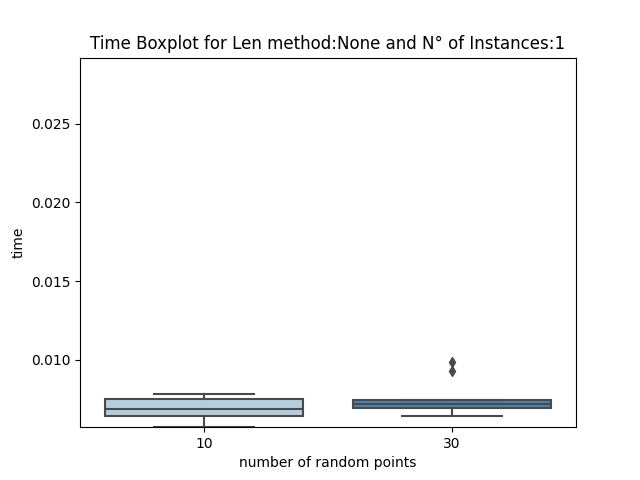 Time Boxplot for Len method:None and N° of Instances:1
0.025
0.020
0.015
0.010
time
10
30
number of random points